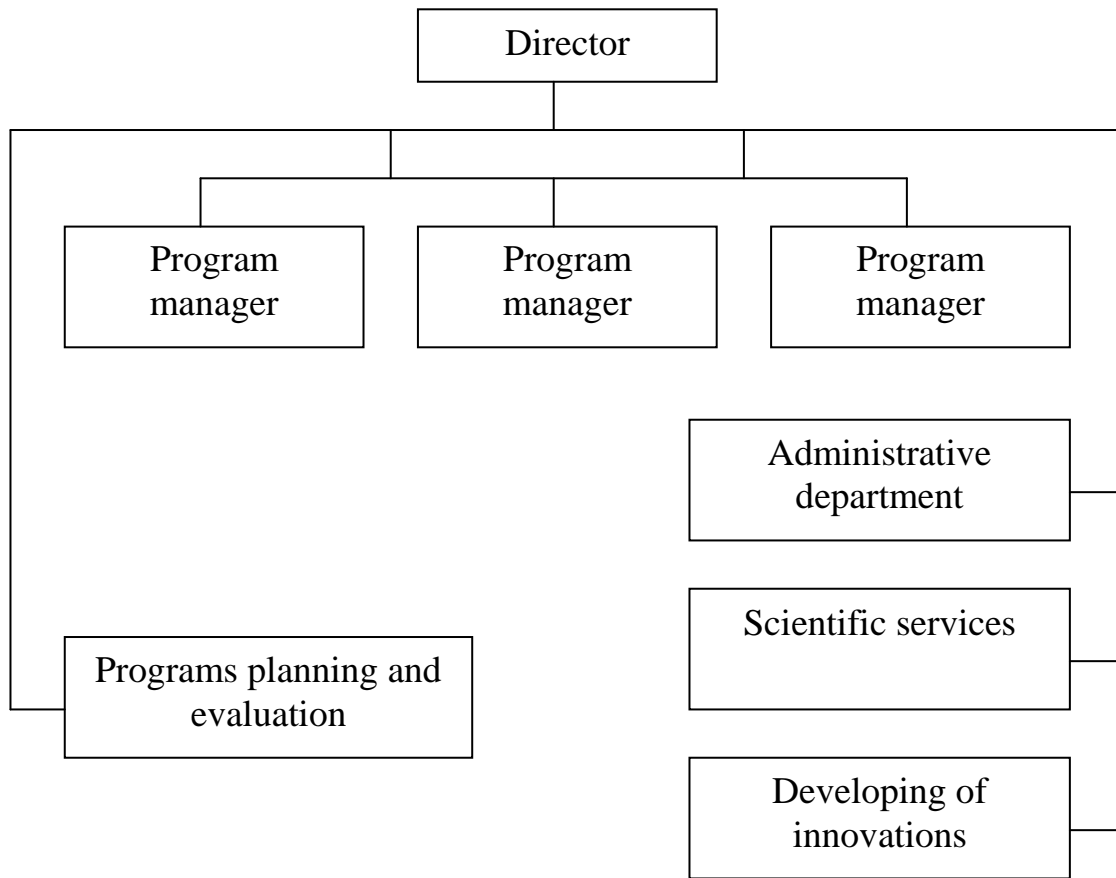 Director
Program
manager
Program
manager
Program
manager
Administrative
department
Scientific services
Programs planning and
evaluation
Developing of
innovations